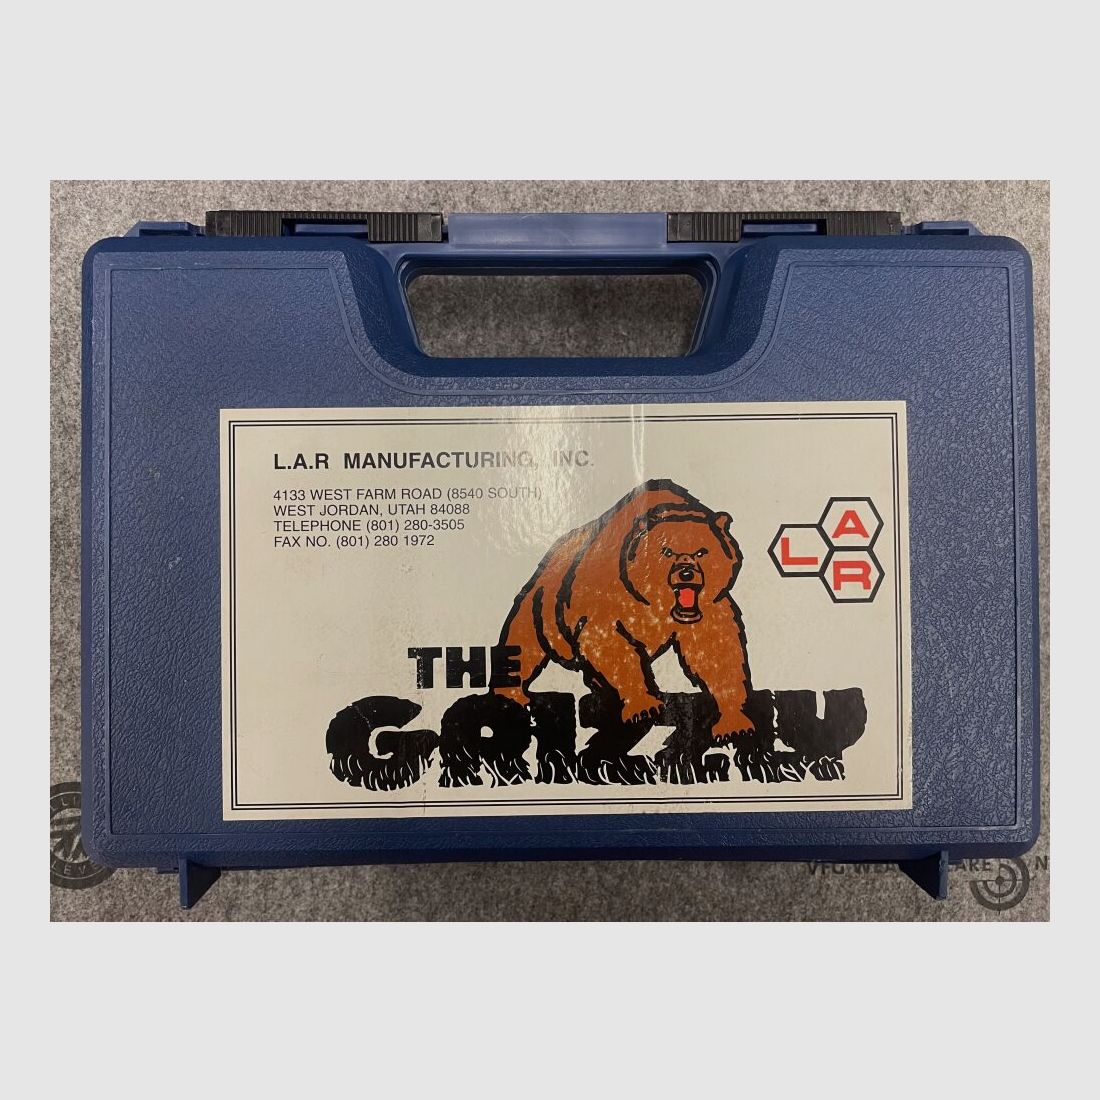 L.A.R MANUFACTURING, INC.
4133 WEST FARM ROAD (8540 SOUTH)
WEST JORDAN, UTAH 84088
TELEPHONE (801) 280-3505
FAX NO. (801) 280 1972
A
L
R
THE
GRIZZLY
VFG